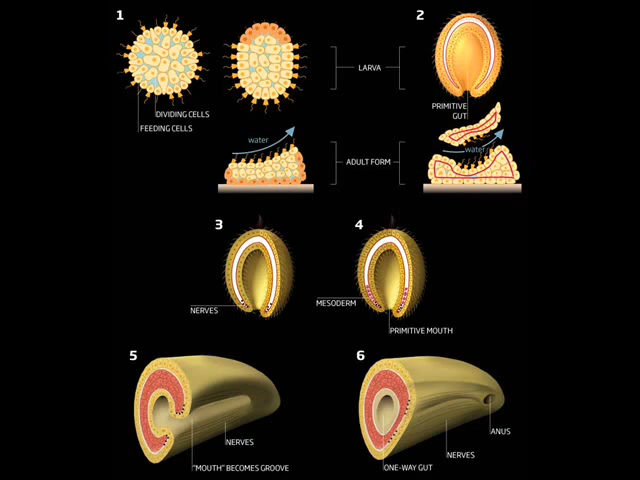 1
2
LARVA
PRIMITIVE
GUT
DIVIDING CELLS
FEEDING CELLS
water
water
ADULT FORM
3
4
NERVES
MESODERM
PRIMITIVE MOUTH
5
6
NERVES
"MOUTH" BECOMES GROOVE
ANUS
NERVES
ONE-WAY GUT